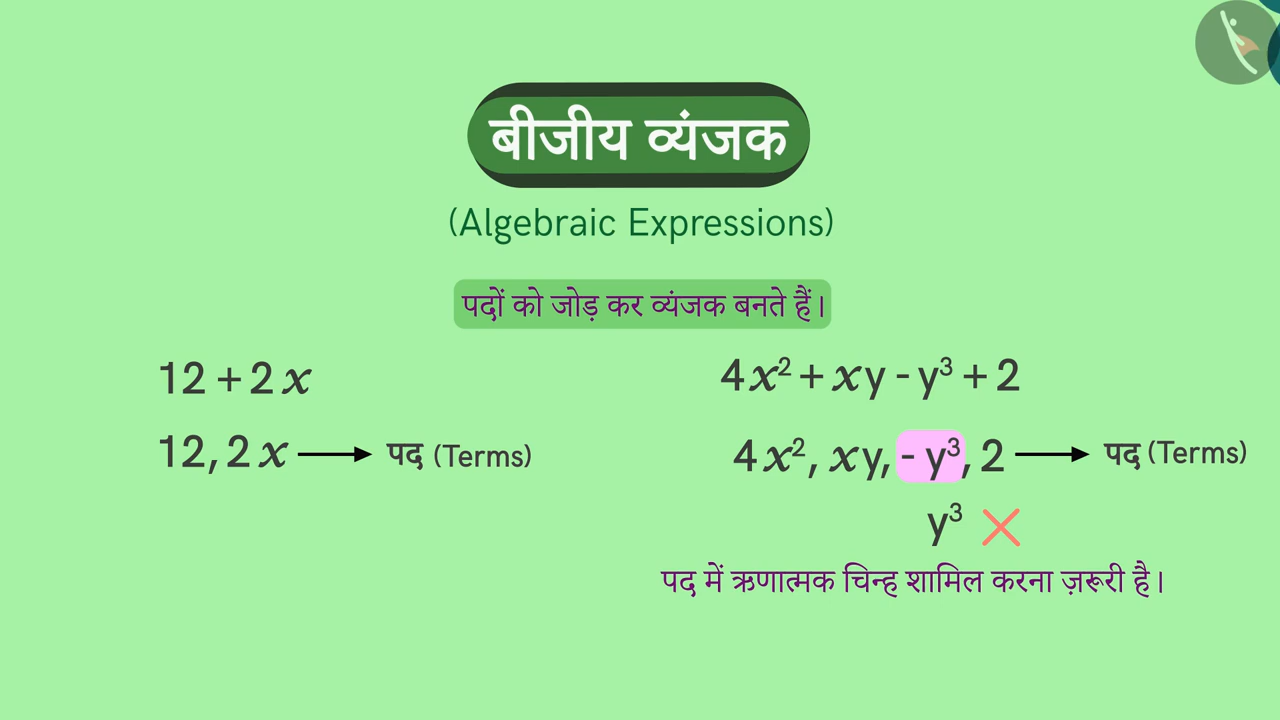 बीजीय व्यंजक
(Algebraic Expressions)
पदों को जोड़ कर व्यंजक बनते हैं।
12 + 2x
12, 2x → पद (Terms)
4x² + xy - y³ + 2
4x², xy, - y³, 2 → पद (Terms)
y³ ✕
पद में ऋणात्मक चिन्ह शामिल करना ज़रूरी है।